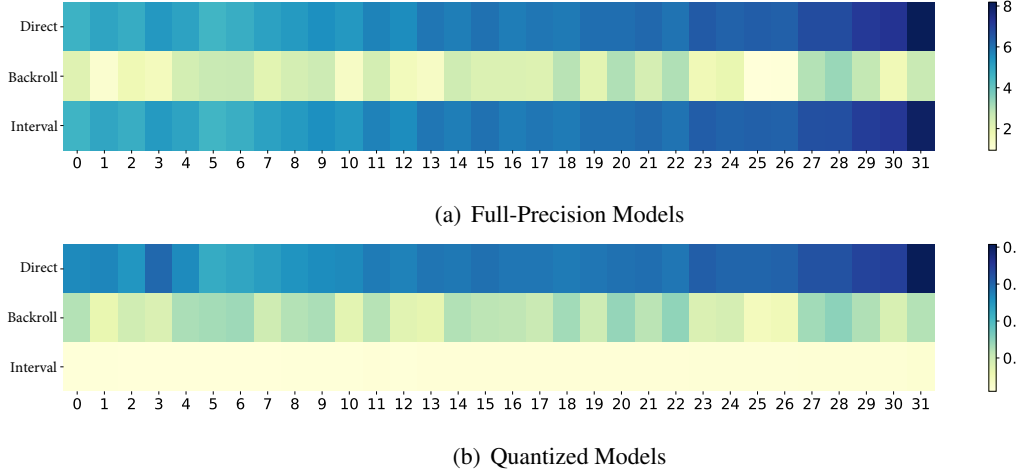 Direct
Backroll
Interval
8
6
4
2
0 1 2 3 4 5 6 7 8 9 10 11 12 13 14 15 16 17 18 19 20 21 22 23 24 25 26 27 28 29 30 31
(a) Full-Precision Models
Direct
Backroll
Interval
0.
0.
0.
0.
0 1 2 3 4 5 6 7 8 9 10 11 12 13 14 15 16 17 18 19 20 21 22 23 24 25 26 27 28 29 30 31
(b) Quantized Models